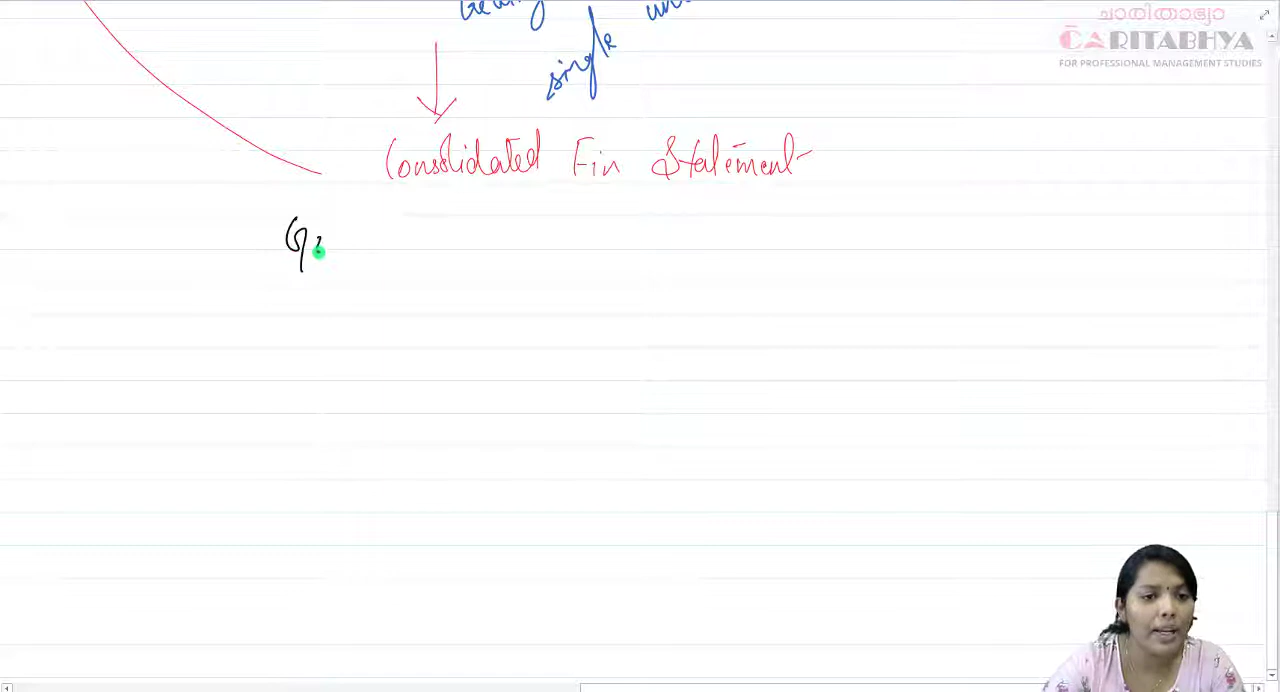 single
Consolidated Fin Statement
ചാരിതാഭ്യാ
CARITABHYA
FOR PROFESSIONAL MANAGEMENT STUDIES